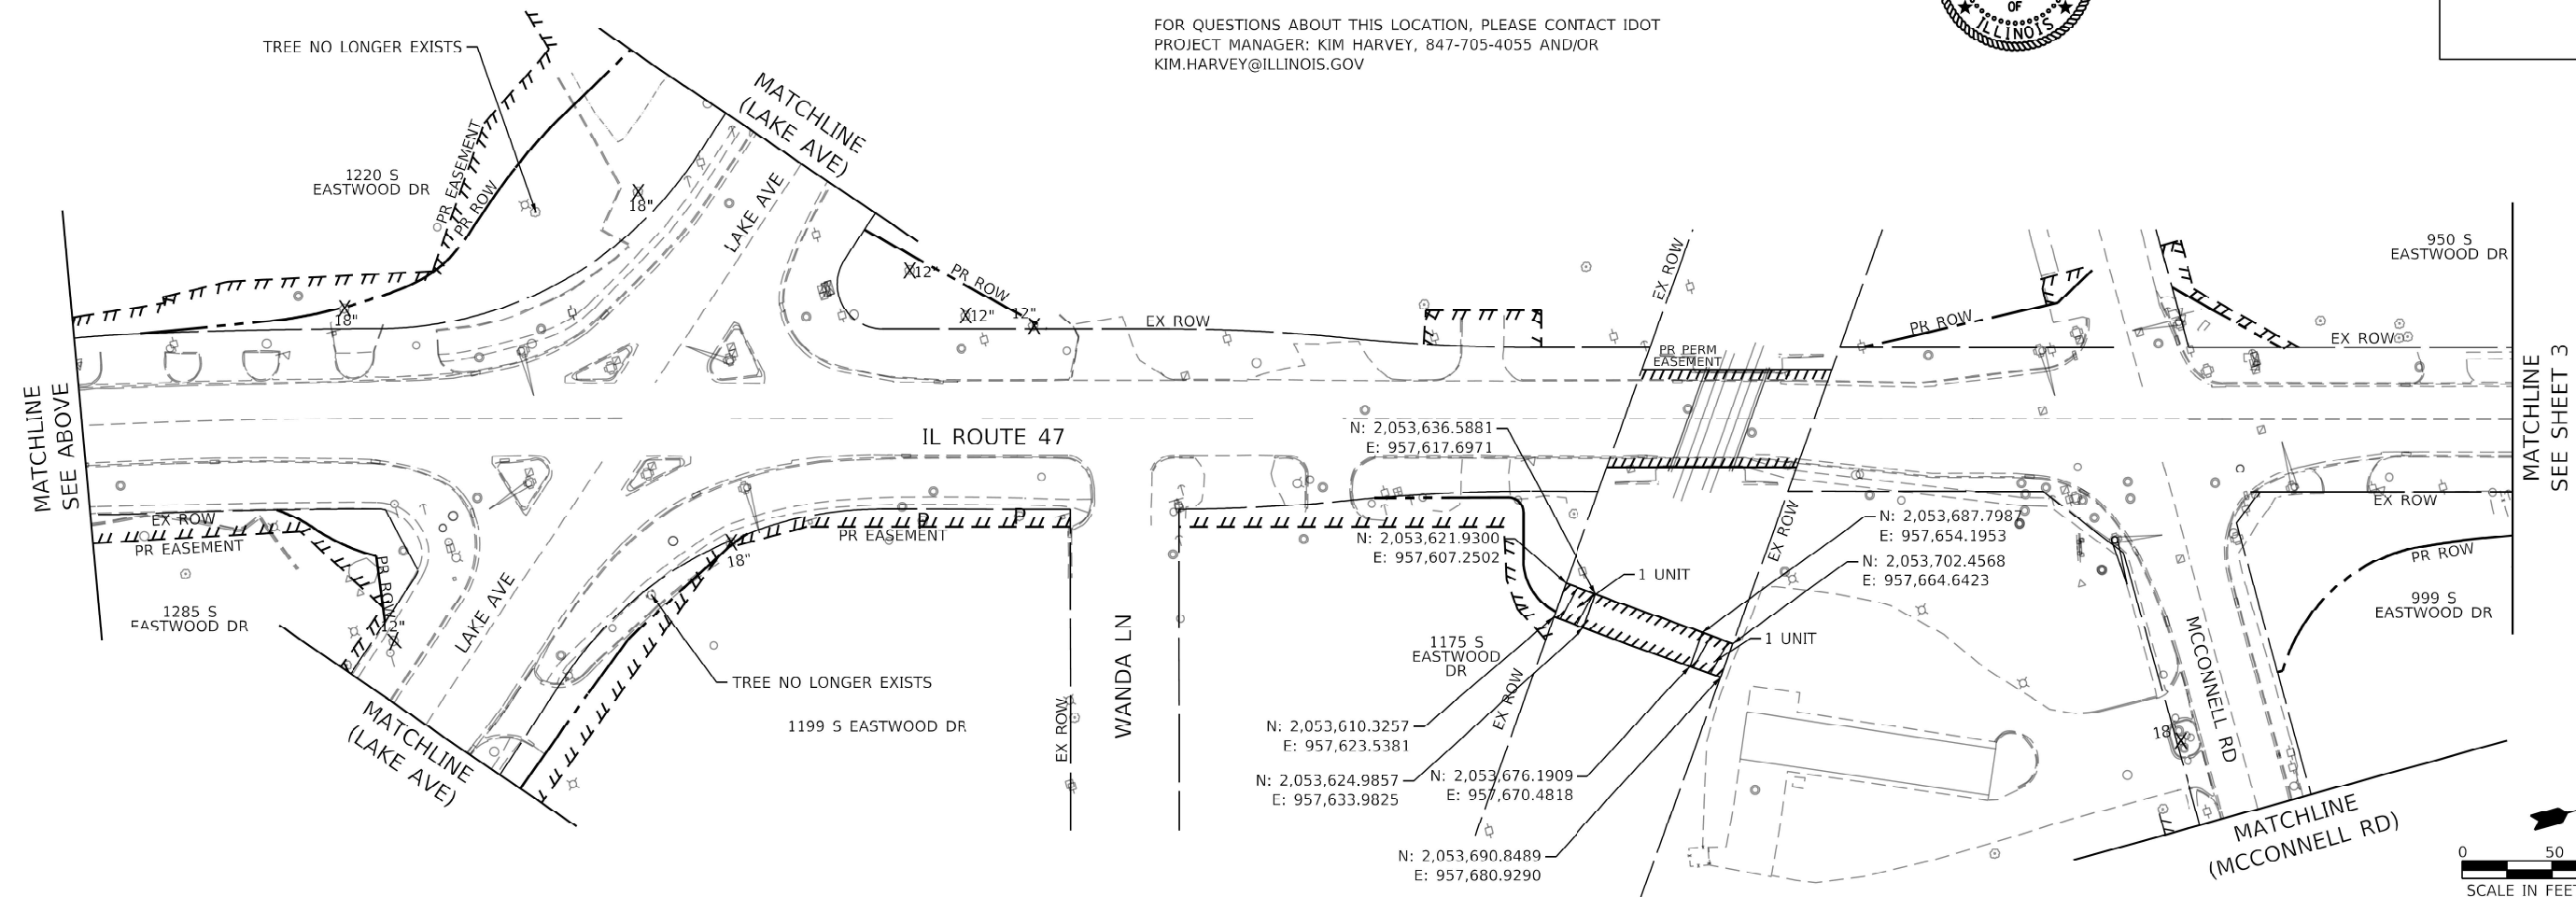 FOR QUESTIONS ABOUT THIS LOCATION, PLEASE CONTACT IDOT
PROJECT MANAGER: KIM HARVEY, 847-705-4055 AND/OR
KIM.HARVEY@ILLINOIS.GOV
OF
ILLINOIS
TREE NO LONGER EXISTS
MATCHLINE
(LAKE AVE)
1220 S
EASTWOOD DR
PR EASEMENT
PR ROW
18"
LAKE AVE
18"
12"
PR ROW
12"
12"
EX ROW
EX ROW
PR PERM
EASEMENT
PR ROW
950 S
EASTWOOD DR
EX ROW
MATCHLINE
SEE SHEET 3
MATCHLINE
SEE ABOVE
IL ROUTE 47
N: 2,053,636.5881
E: 957,617.6971
EX ROW
PR EASEMENT
PR ROW
12"
1285 S
EASTWOOD DR
LAKE AVE
18"
PR EASEMENT
P
P
N: 2,053,621.9300
E: 957,607.2502
1 UNIT
EX ROW
N: 2,053,687.7987
E: 957,654.1953
N: 2,053,702.4568
E: 957,664.6423
1 UNIT
EX ROW
PR ROW
999 S
EASTWOOD DR
1175 S
EASTWOOD
DR
EX ROW
MCCONNELL RD
18"
TREE NO LONGER EXISTS
1199 S EASTWOOD DR
EX ROW
WANDA LN
MATCHLINE
(LAKE AVE)
N: 2,053,610.3257
E: 957,623.5381
N: 2,053,624.9857
E: 957,633.9825
N: 2,053,676.1909
E: 957,670.4818
N: 2,053,690.8489
E: 957,680.9290
MATCHLINE
(MCCONNELL RD)
0 50
SCALE IN FEET